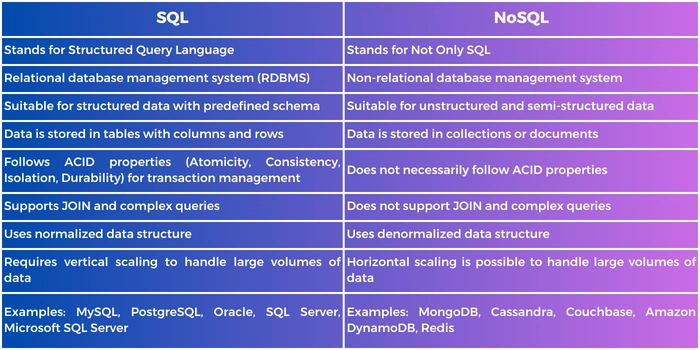 SQL
NoSQL
Stands for Structured Query Language
Stands for Not Only SQL
Relational database management system (RDBMS)
Non-relational database management system
Suitable for structured data with predefined schema
Suitable for unstructured and semi-structured data
Data is stored in tables with columns and rows
Data is stored in collections or documents
Follows ACID properties (Atomicity, Consistency,
Isolation, Durability) for transaction management
Does not necessarily follow ACID properties
Supports JOIN and complex queries
Does not support JOIN and complex queries
Uses normalized data structure
Uses denormalized data structure
Requires vertical scaling to handle large volumes of
data
Horizontal scaling is possible to handle large volumes of
data
Examples: MySQL, PostgreSQL, Oracle, SQL Server,
Microsoft SQL Server
Examples: MongoDB, Cassandra, Couchbase, Amazon
DynamoDB, Redis